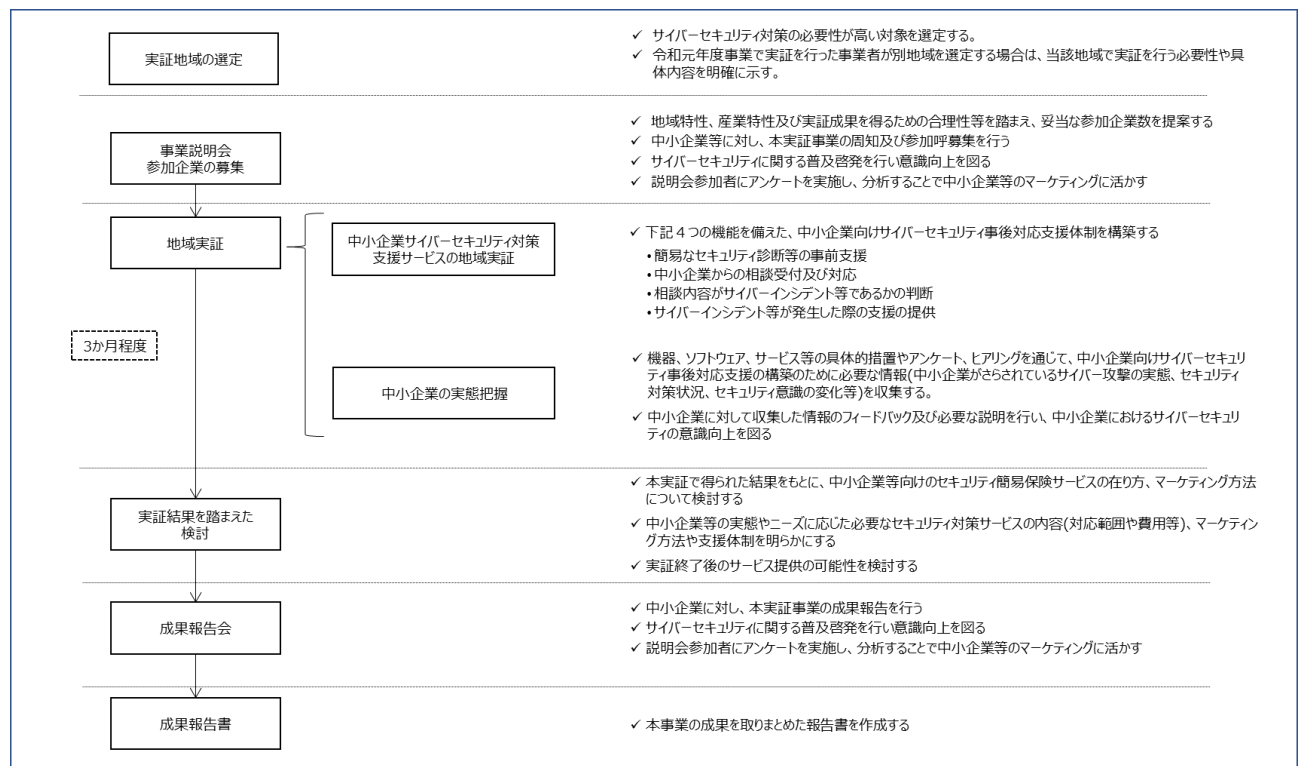 実証地域の選定
✓ サイバーセキュリティ対策の必要性が高い対象を選定する。
✓ 令和元年度事業で実証を行った事業者が別地域を選定する場合は、当該地域で実証を行う必要性や具
体内容を明確に示す。
事業説明会
参加企業の募集
✓ 地域特性、産業特性及び実証成果を得るための合理性等を踏まえ、妥当な参加企業数を提案する
✓ 中小企業等に対し、本実証事業の周知及び参加呼募集を行う
✓ サイバーセキュリティに関する普及啓発を行い意識向上を図る
✓ 説明会参加者にアンケートを実施し、分析することで中小企業等のマーケティングに活かす
地域実証
中小企業サイバーセキュリティ対策
支援サービスの地域実証
✓ 下記４つの機能を備えた、中小企業向けサイバーセキュリティ事後対応支援体制を構築する
•簡易なセキュリティ診断等の事前支援
•中小企業からの相談受付及び対応
•相談内容がサイバーインシデント等であるかの判断
•サイバーインシデント等が発生した際の支援の提供
3か月程度
中小企業の実態把握
✓ 機器、ソフトウェア、サービス等の具体的措置やアンケート、ヒアリングを通じて、中小企業向けサイバーセキュリ
ティ事後対応支援の構築のために必要な情報(中小企業がさらされているサイバー攻撃の実態、セキュリティ
対策状況、セキュリティ意識の変化等)を収集する。
✓ 中小企業に対して収集した情報のフィードバック及び必要な説明を行い、中小企業におけるサイバーセキュリ
ティの意識向上を図る
実証結果を踏まえた
検討
✓ 本実証で得られた結果をもとに、中小企業等向けのセキュリティ簡易保険サービスの在り方、マーケティング方法
について検討する
✓ 中小企業等の実態やニーズに応じた必要なセキュリティ対策サービスの内容(対応範囲や費用等)、マーケティン
グ方法や支援体制を明らかにする
✓ 実証終了後のサービス提供の可能性を検討する
成果報告会
✓ 中小企業に対し、本実証事業の成果報告を行う
✓ サイバーセキュリティに関する普及啓発を行い意識向上を図る
✓ 説明会参加者にアンケートを実施し、分析することで中小企業等のマーケティングに活かす
成果報告書
✓ 本事業の成果を取りまとめた報告書を作成する